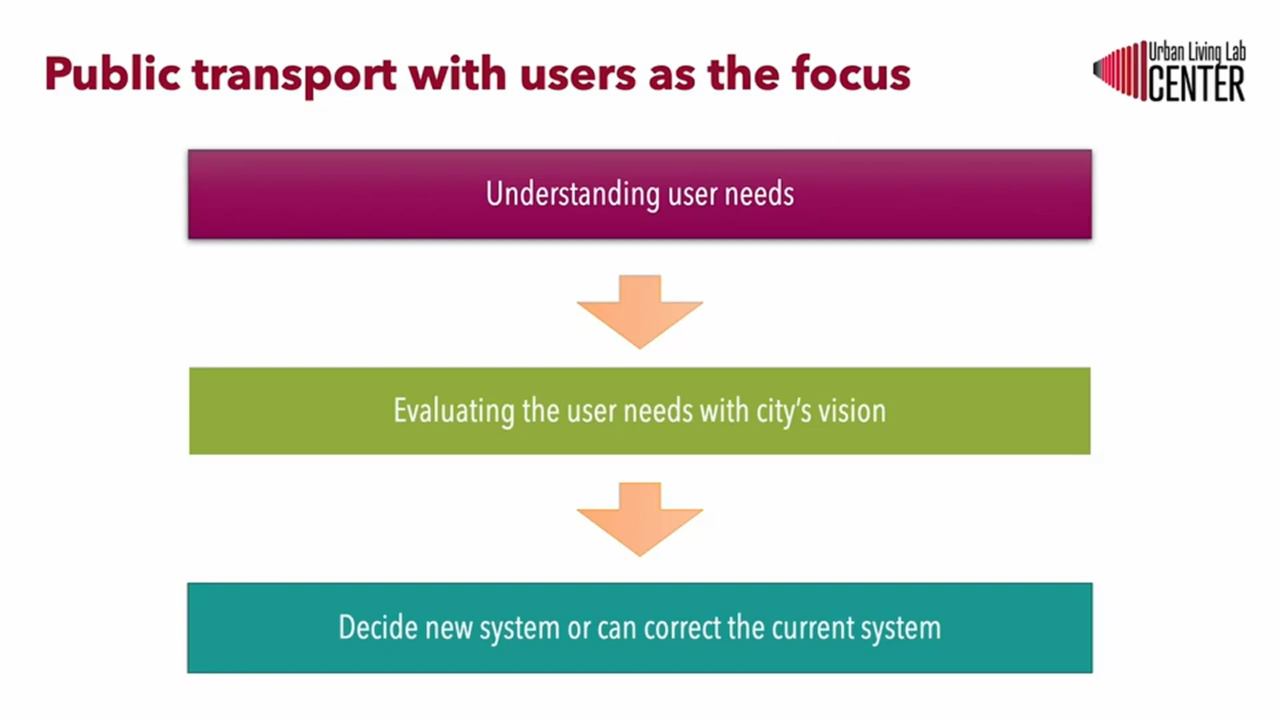 Public transport with users as the focus
Urban Living Lab
CENTER
Understanding user needs
Evaluating the user needs with city's vision
Decide new system or can correct the current system